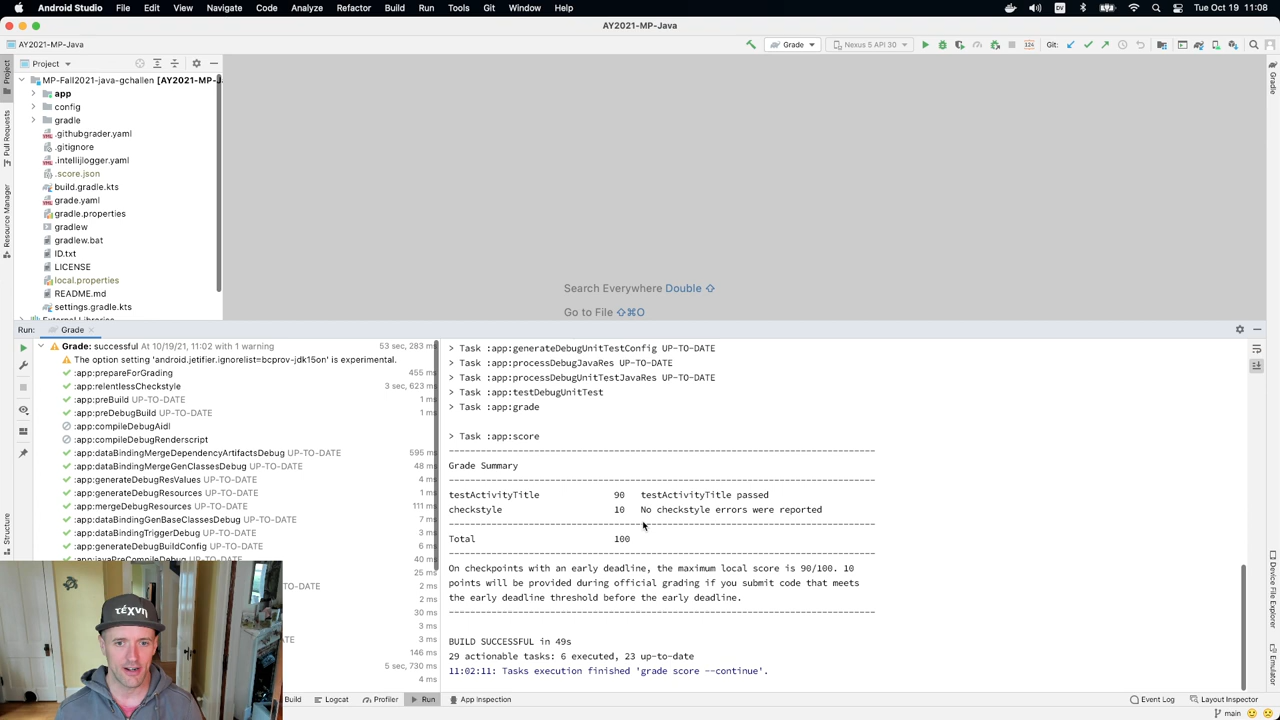 Android Studio File Edit View Navigate Code Analyze Refactor Build Run Tools Git Window Help Tue Oct 19 11:08
AY2021-MP-Java
AY2021-MP-Java Grade Nexus 5 API 30 Git:
Project
MP-Fall2021-java-gchallen [AY2021-MP-J
app
config
gradle
.githubgrader.yaml
.gitignore
.intellijlogger.yaml
.score.json
build.gradle.kts
grade.yaml
gradle.properties
gradlew
gradlew.bat
ID.txt
LICENSE
local.properties
README.md
settings.gradle.kts
Project
Pull Requests
Resource Manager
Structure
Gradle
Device File Explorer
Emulator
Search Everywhere Double ⇧
Go to File ⇧⌘O
Run: Grade
Grade: successful At 10/19/21, 11:02 with 1 warning 53 sec, 283 ms
The option setting 'android.jetifier.ignorelist=bcprov-jdk15on' is experimental.
:app:prepareForGrading 455 ms
:app:relentlessCheckstyle 3 sec, 623 ms
:app:preBuild UP-TO-DATE 1 ms
:app:preDebugBuild UP-TO-DATE 1 ms
:app:compileDebugAidl
:app:compileDebugRenderscript
:app:dataBindingMergeDependencyArtifactsDebug UP-TO-DATE 595 ms
:app:dataBindingMergeGenClassesDebug UP-TO-DATE 48 ms
:app:generateDebugResValues UP-TO-DATE 4 ms
:app:generateDebugResources UP-TO-DATE 1 ms
:app:mergeDebugResources UP-TO-DATE 111 ms
:app:dataBindingGenBaseClassesDebug UP-TO-DATE 7 ms
:app:dataBindingTriggerDebug UP-TO-DATE 3 ms
:app:generateDebugBuildConfig UP-TO-DATE 6 ms
:app:javaPreCompileDebug 40 ms
25 ms
TO-DATE 2 ms
2 ms
30 ms
3 ms
TE 3 ms
146 ms
5 sec, 730 ms
4 ms
τέχνη
> Task :app:generateDebugUnitTestConfig UP-TO-DATE
> Task :app:processDebugJavaRes UP-TO-DATE
> Task :app:processDebugUnitTestJavaRes UP-TO-DATE
> Task :app:testDebugUnitTest
> Task :app:grade
> Task :app:score
Grade Summary
testActivityTitle 90 testActivityTitle passed
checkstyle 10 No checkstyle errors were reported
Total 100
On checkpoints with an early deadline, the maximum local score is 90/100. 10
points will be provided during official grading if you submit code that meets
the early deadline threshold before the early deadline.
BUILD SUCCESSFUL in 49s
29 actionable tasks: 6 executed, 23 up-to-date
11:02:11: Tasks execution finished 'grade score --continue'.
Build Logcat Profiler Run App Inspection Event Log Layout Inspector
main